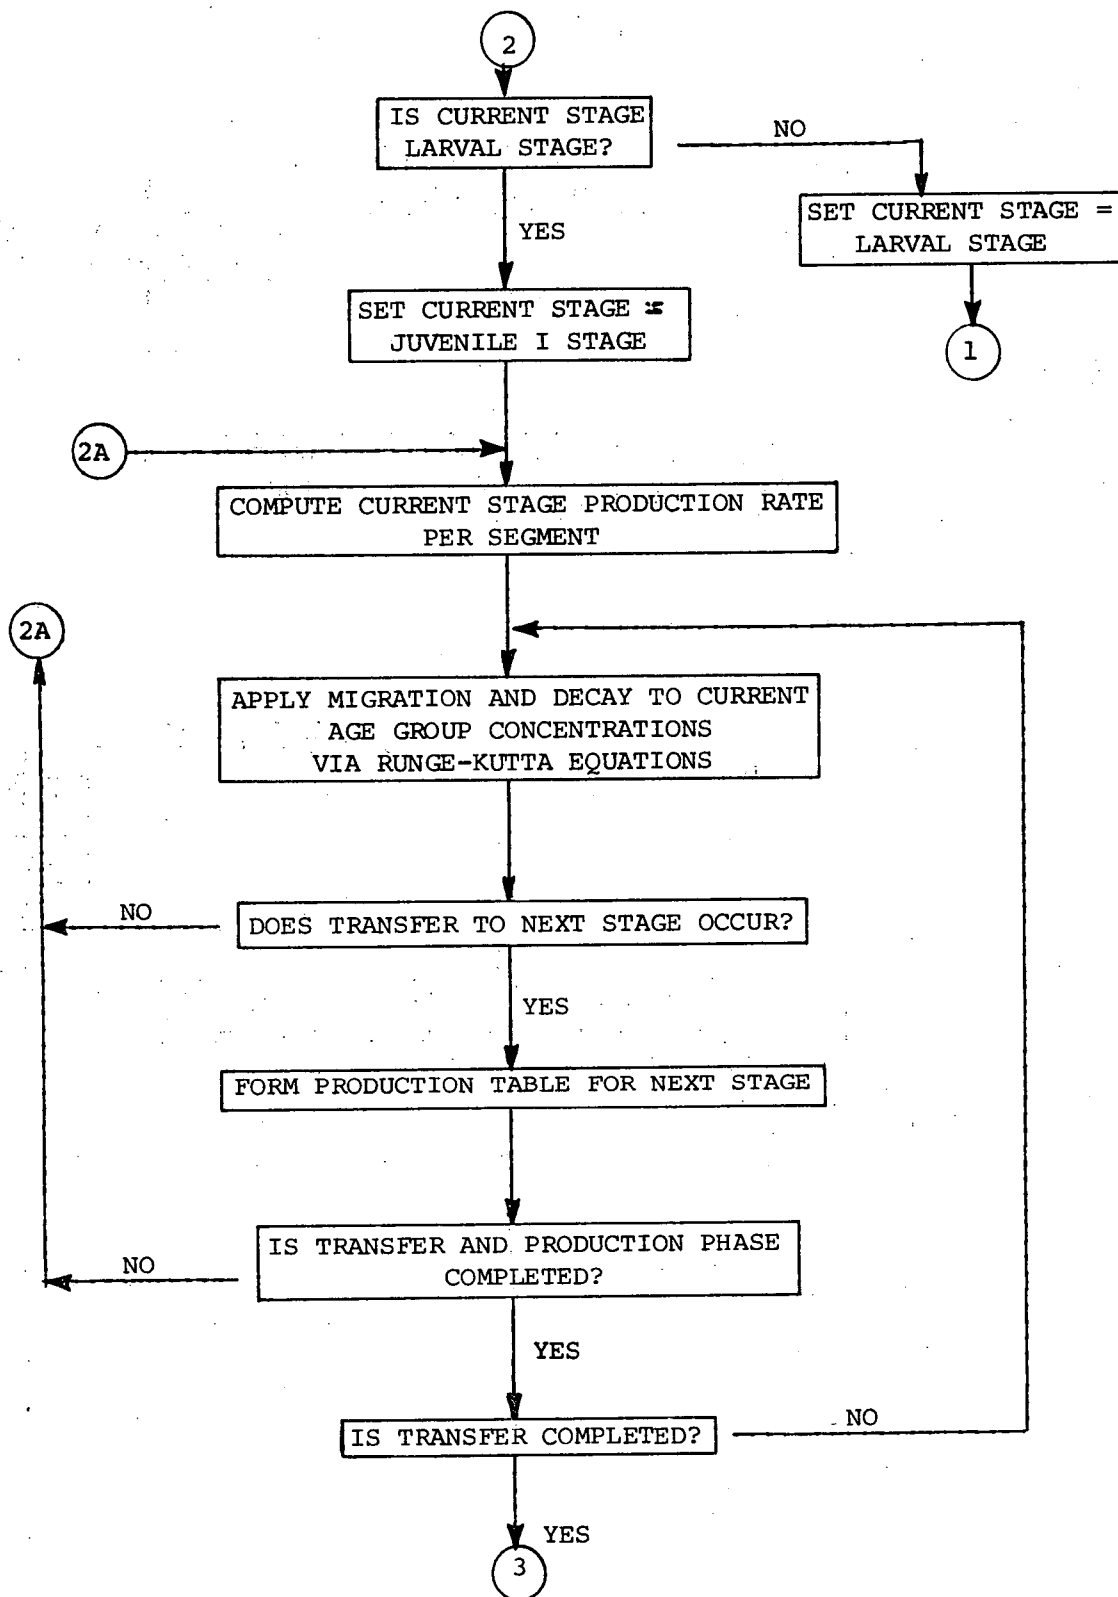 2
IS CURRENT STAGE
LARVAL STAGE?
NO
SET CURRENT STAGE =
LARVAL STAGE
1
YES
SET CURRENT STAGE =
JUVENILE I STAGE
2A
COMPUTE CURRENT STAGE PRODUCTION RATE
PER SEGMENT
2A
APPLY MIGRATION AND DECAY TO CURRENT
AGE GROUP CONCENTRATIONS
VIA RUNGE-KUTTA EQUATIONS
NO
DOES TRANSFER TO NEXT STAGE OCCUR?
YES
FORM PRODUCTION TABLE FOR NEXT STAGE
IS TRANSFER AND PRODUCTION PHASE
COMPLETED?
NO
YES
IS TRANSFER COMPLETED?
NO
YES
3